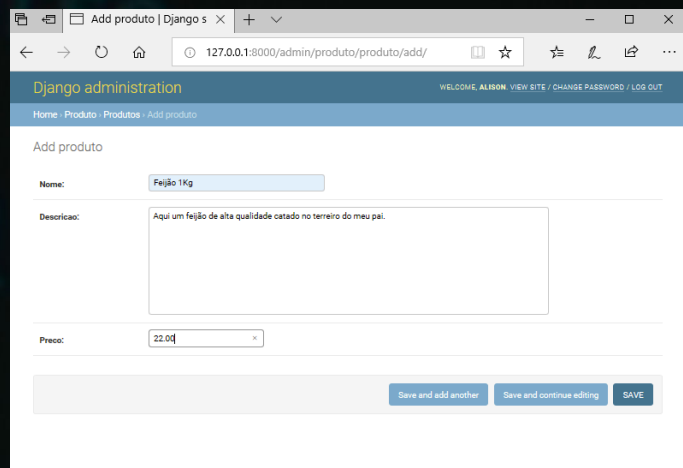 Add produto | Django s
127.0.0.1:8000/admin/produto/produto/add/
Django administration
WELCOME, ALISON. VIEW SITE / CHANGE PASSWORD / LOG OUT
Home › Produto › Produtos › Add produto
Add produto
Nome:
Feijão 1Kg
Descricao:
Aqui um feijão de alta qualidade catado no terreiro do meu pai.
Preco:
22.00
Save and add another
Save and continue editing
SAVE